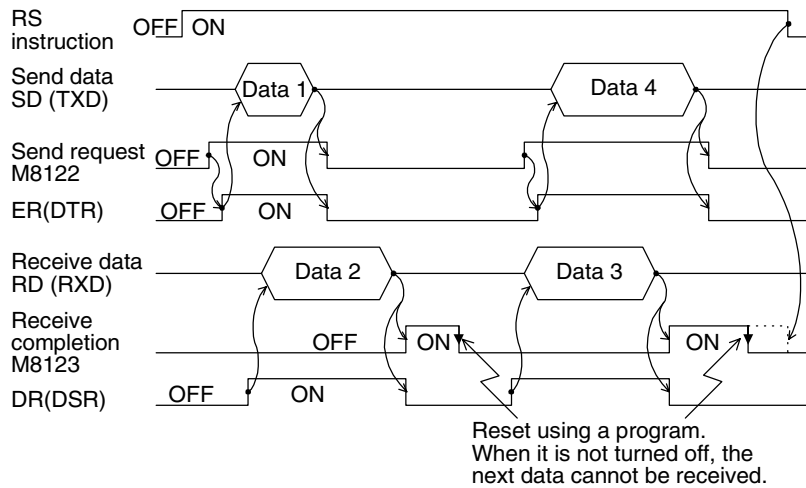 RS
instruction
OFF
ON
Send data
SD (TXD)
Data 1
Data 4
Send request
M8122
OFF
ON
ER(DTR)
OFF
ON
Receive data
RD (RXD)
Data 2
Data 3
Receive
completion
M8123
OFF
ON
ON
DR(DSR)
OFF
ON
Reset using a program.
When it is not turned off, the
next data cannot be received.